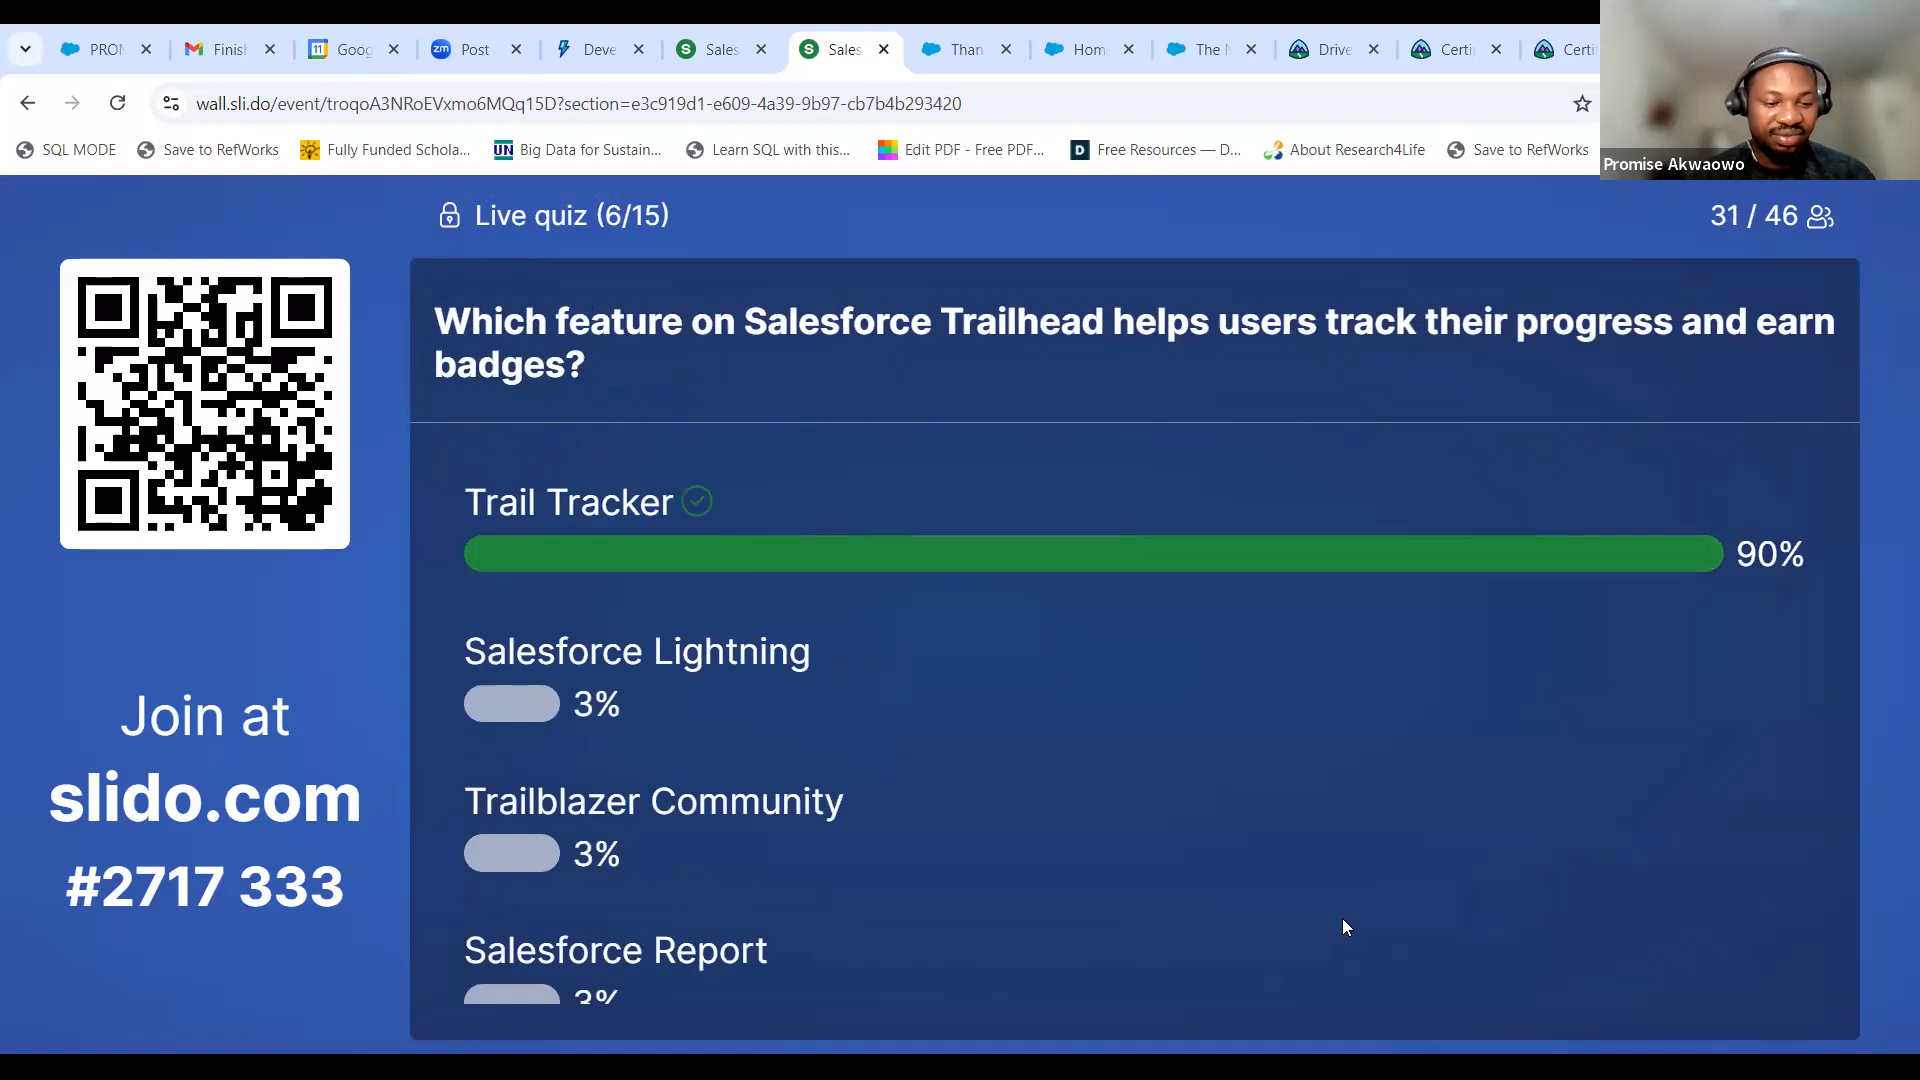 PRO
Finish
Goog
Post
Deve
Sales
Sales
Than
Hom
The
Drive
Certi
Certi
wall.sli.do/event/troqoA3NRoEVxmo6MQq15D?section=e3c919d1-e609-4a39-9b97-cb7b4b293420
SQL MODE
Save to RefWorks
Fully Funded Schola...
Big Data for Sustain...
Learn SQL with this...
Edit PDF - Free PDF...
Free Resources — D...
About Research4Life
Save to RefWorks
Promise Akwaowo
Live quiz (6/15)
31 / 46
Which feature on Salesforce Trailhead helps users track their progress and earn
badges?
Trail Tracker
90%
Salesforce Lightning
3%
Trailblazer Community
3%
Salesforce Report
3%
Join at
slido.com
#2717 333